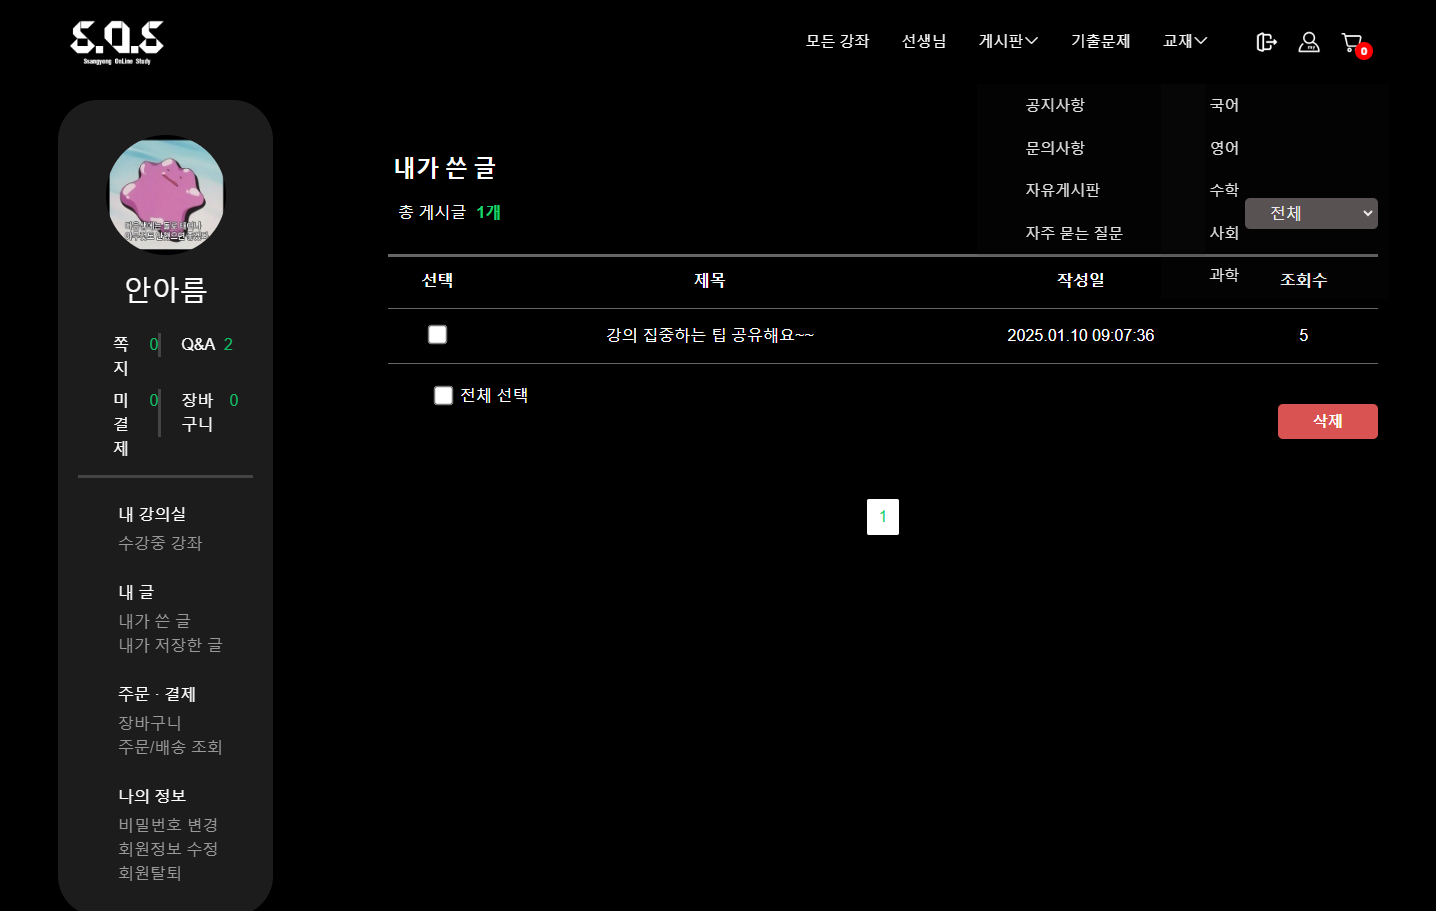 S.O.S
Ssangyong OnLine Study
모든 강좌 선생님 게시판 기출문제 교재
my
0
공지사항 국어
문의사항 영어
자유게시판 수학
자주 묻는 질문 사회
과학
안아름
쪽지 0 Q&A 2
미결제 0 장바구니 0
내 강의실
수강중 강좌
내 글
내가 쓴 글
내가 저장한 글
주문 · 결제
장바구니
주문/배송 조회
나의 정보
비밀번호 변경
회원정보 수정
회원탈퇴
내가 쓴 글
총 게시글 1개
전체
선택 제목 작성일 조회수
강의 집중하는 팁 공유해요~~ 2025.01.10 09:07:36 5
전체 선택
삭제
1